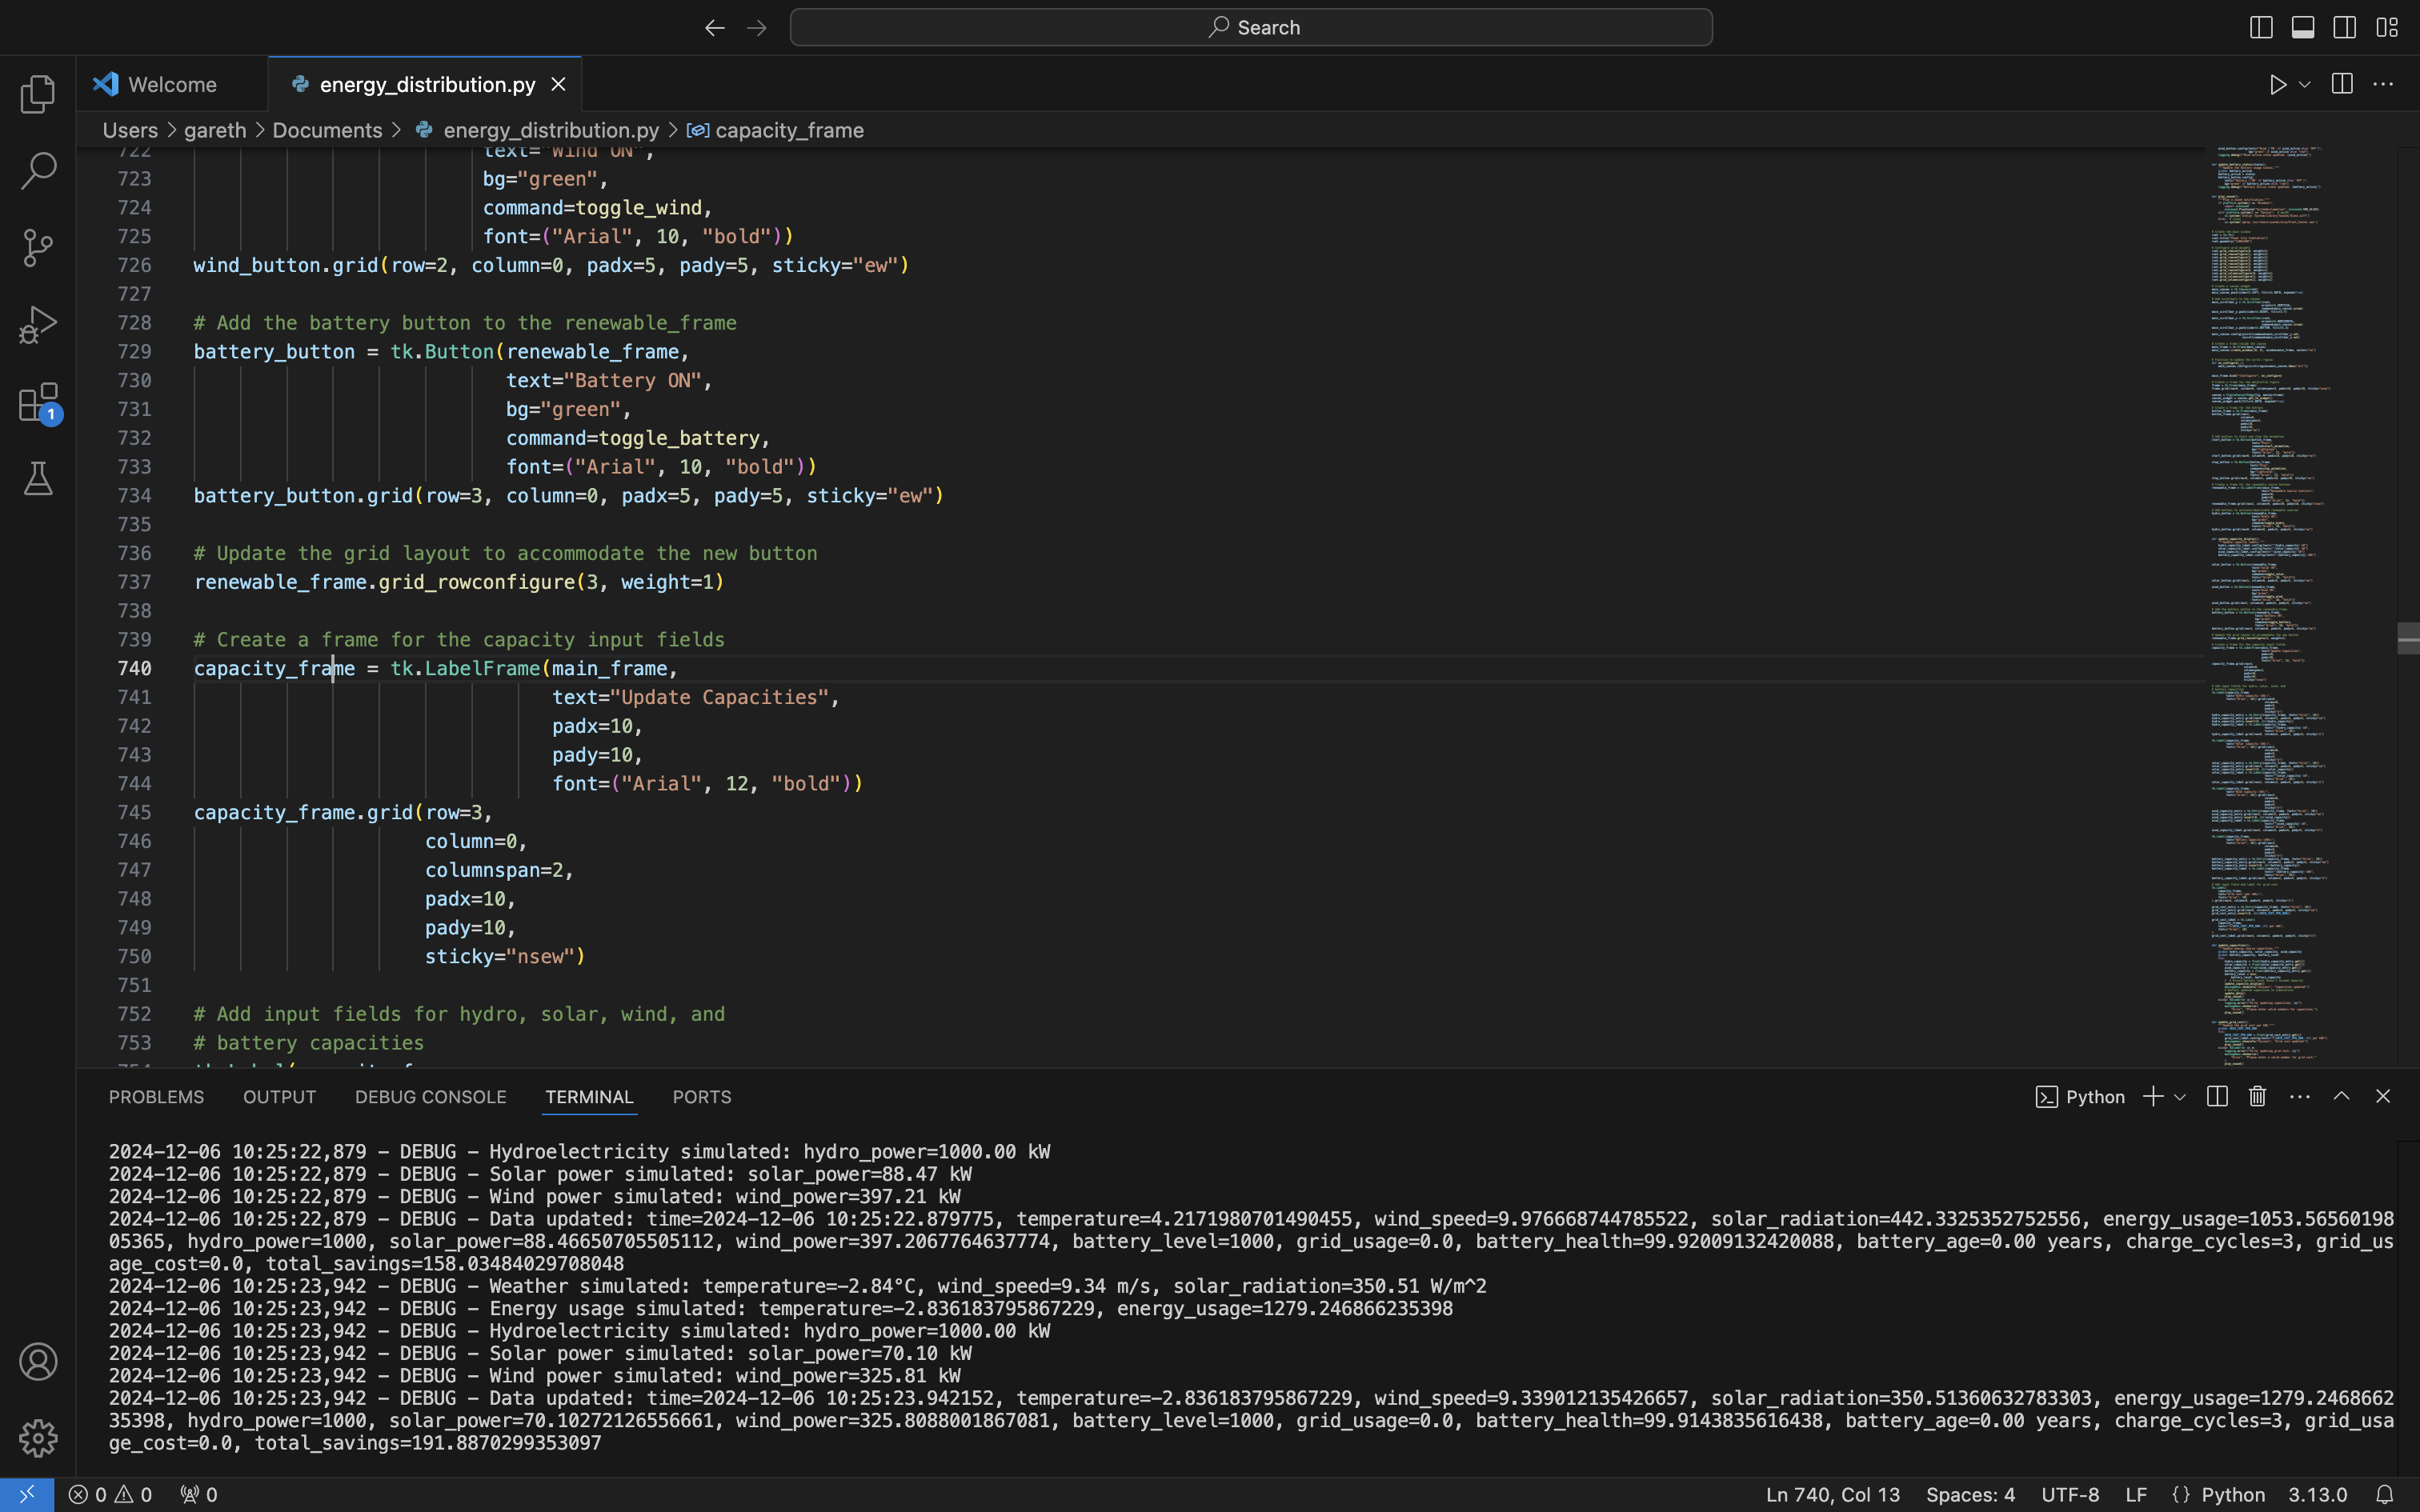 Search
Welcome
energy_distribution.py
Users > gareth > Documents > energy_distribution.py > capacity_frame
722 text="Wind ON",
723 bg="green",
724 command=toggle_wind,
725 font=("Arial", 10, "bold"))
726 wind_button.grid(row=2, column=0, padx=5, pady=5, sticky="ew")
727
728 # Add the battery button to the renewable_frame
729 battery_button = tk.Button(renewable_frame,
730 text="Battery ON",
731 bg="green",
732 command=toggle_battery,
733 font=("Arial", 10, "bold"))
734 battery_button.grid(row=3, column=0, padx=5, pady=5, sticky="ew")
735
736 # Update the grid layout to accommodate the new button
737 renewable_frame.grid_rowconfigure(3, weight=1)
738
739 # Create a frame for the capacity input fields
740 capacity_frame = tk.LabelFrame(main_frame,
741 text="Update Capacities",
742 padx=10,
743 pady=10,
744 font=("Arial", 12, "bold"))
745 capacity_frame.grid(row=3,
746 column=0,
747 columnspan=2,
748 padx=10,
749 pady=10,
750 sticky="nsew")
751
752 # Add input fields for hydro, solar, wind, and
753 # battery capacities
1
PROBLEMS OUTPUT DEBUG CONSOLE TERMINAL PORTS
Python
2024-12-06 10:25:22,879 - DEBUG - Hydroelectricity simulated: hydro_power=1000.00 kW
2024-12-06 10:25:22,879 - DEBUG - Solar power simulated: solar_power=88.47 kW
2024-12-06 10:25:22,879 - DEBUG - Wind power simulated: wind_power=397.21 kW
2024-12-06 10:25:22,879 - DEBUG - Data updated: time=2024-12-06 10:25:22.879775, temperature=4.2171980701490455, wind_speed=9.976668744785522, solar_radiation=442.3325352752556, energy_usage=1053.56560198
05365, hydro_power=1000, solar_power=88.46650705505112, wind_power=397.2067764637774, battery_level=1000, grid_usage=0.0, battery_health=99.92009132420088, battery_age=0.00 years, charge_cycles=3, grid_us
age_cost=0.0, total_savings=158.03484029708048
2024-12-06 10:25:23,942 - DEBUG - Weather simulated: temperature=-2.84°C, wind_speed=9.34 m/s, solar_radiation=350.51 W/m^2
2024-12-06 10:25:23,942 - DEBUG - Energy usage simulated: temperature=-2.836183795867229, energy_usage=1279.246866235398
2024-12-06 10:25:23,942 - DEBUG - Hydroelectricity simulated: hydro_power=1000.00 kW
2024-12-06 10:25:23,942 - DEBUG - Solar power simulated: solar_power=70.10 kW
2024-12-06 10:25:23,942 - DEBUG - Wind power simulated: wind_power=325.81 kW
2024-12-06 10:25:23,942 - DEBUG - Data updated: time=2024-12-06 10:25:23.942152, temperature=-2.836183795867229, wind_speed=9.339012135426657, solar_radiation=350.51360632783303, energy_usage=1279.2468662
35398, hydro_power=1000, solar_power=70.10272126556661, wind_power=325.8088001867081, battery_level=1000, grid_usage=0.0, battery_health=99.9143835616438, battery_age=0.00 years, charge_cycles=3, grid_usa
ge_cost=0.0, total_savings=191.8870299353097
0 0 0
Ln 740, Col 13 Spaces: 4 UTF-8 LF {} Python 3.13.0